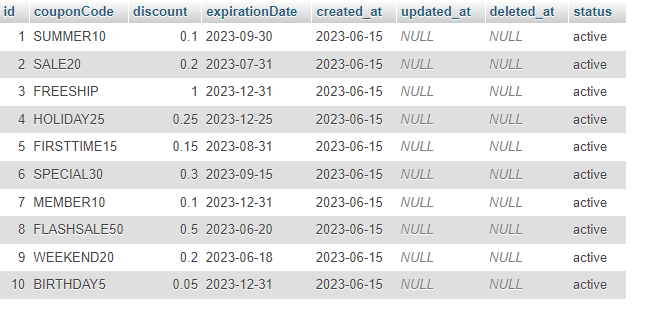 id couponCode discount expirationDate created_at updated_at deleted_at status
1 SUMMER10 0.1 2023-09-30 2023-06-15 NULL NULL active
2 SALE20 0.2 2023-07-31 2023-06-15 NULL NULL active
3 FREESHIP 1 2023-12-31 2023-06-15 NULL NULL active
4 HOLIDAY25 0.25 2023-12-25 2023-06-15 NULL NULL active
5 FIRSTTIME15 0.15 2023-08-31 2023-06-15 NULL NULL active
6 SPECIAL30 0.3 2023-09-15 2023-06-15 NULL NULL active
7 MEMBER10 0.1 2023-12-31 2023-06-15 NULL NULL active
8 FLASHSALE50 0.5 2023-06-20 2023-06-15 NULL NULL active
9 WEEKEND20 0.2 2023-06-18 2023-06-15 NULL NULL active
10 BIRTHDAY5 0.05 2023-12-31 2023-06-15 NULL NULL active